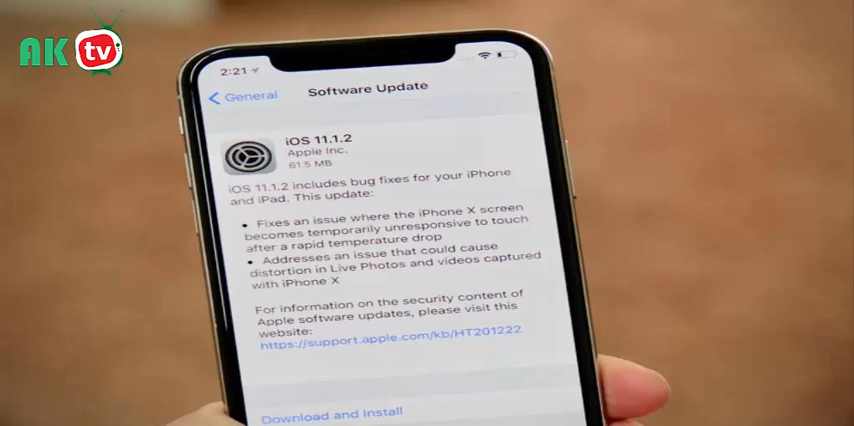 AK tv
2:21
General
Software Update
iOS 11.1.2
Apple Inc.
61.5 MB
iOS 11.1.2 includes bug fixes for your iPhone
and iPad. This update:
• Fixes an issue where the iPhone X screen
becomes temporarily unresponsive to touch
after a rapid temperature drop
• Addresses an issue that could cause
distortion in Live Photos and videos captured
with iPhone X
For information on the security content of
Apple software updates, please visit this
website:
https://support.apple.com/kb/HT201222
Download and Install